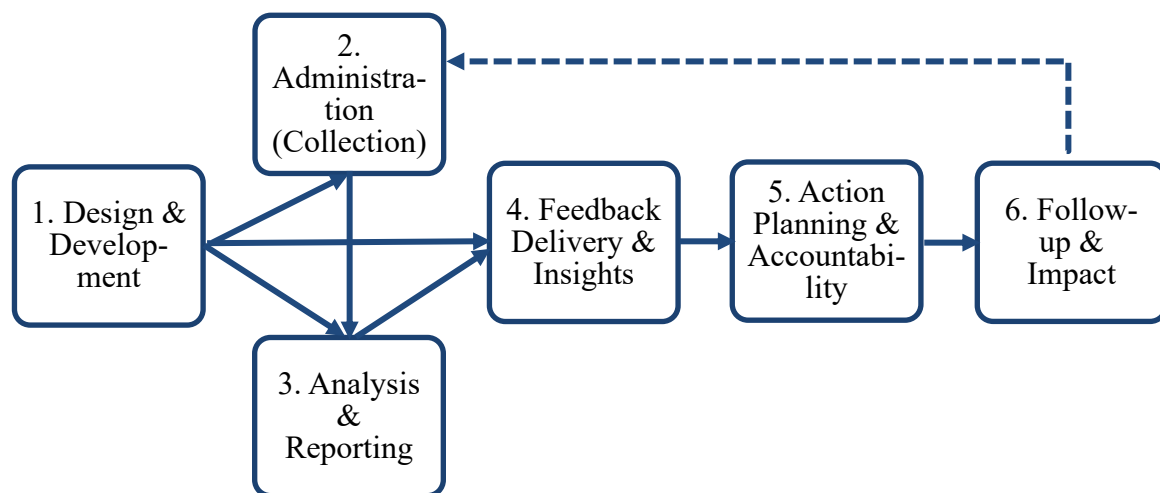 1. Design &
Develop-
ment
2.
Administra-
tion
(Collection)
3. Analysis
&
Reporting
4. Feedback
Delivery &
Insights
5. Action
Planning &
Accountabi-
lity
6. Follow-
up &
Impact